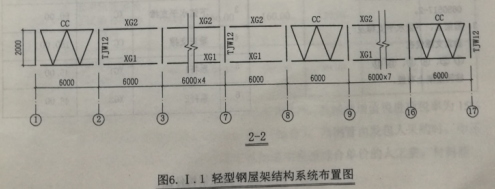 CC XG2 XG2 XG2 CC XG2 CC
2000 TJW12 TJW12 TJW12
XG1 XG1 XG1 XG1
6000 6000 6000×4 6000 6000 6000×7 6000
① ② ③ ⑦ ⑧ ⑨ ⑯ ⑰
2-2
图6.Ⅰ.1 轻型钢屋架结构系统布置图